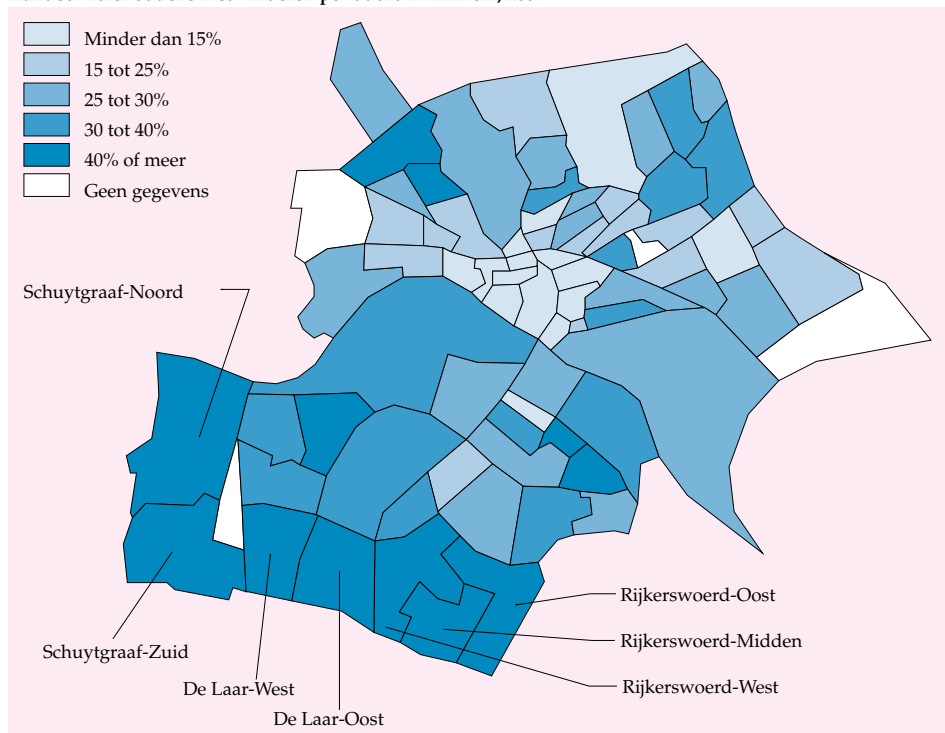 Minder dan 15%
15 tot 25%
25 tot 30%
30 tot 40%
40% of meer
Geen gegevens
Schuytgraaf-Noord
Rijkerswoerd-Oost
Rijkerswoerd-Midden
Schuytgraaf-Zuid
Rijkerswoerd-West
De Laar-West
De Laar-Oost